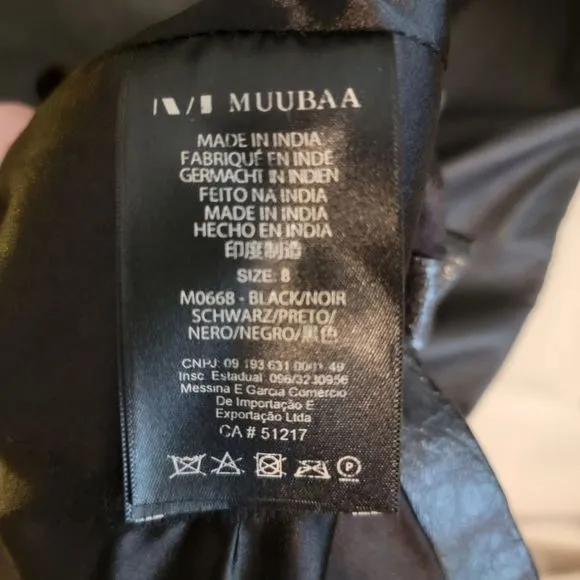 MUUBAA
MADE IN INDIA
FABRIQUÉ EN INDE
GERMACHT IN INDIEN
FEITO NA INDIA
MADE IN INDIA
HECHO EN INDIA
印度制造
SIZE: 8
M0668 - BLACK/NOIR
SCHWARZ/PRETO/
NERO/NEGRO/黑色
CNPJ: 09 193 631 0001 49
Insc. Estadual: 096/3230956
Messina E Garcia Comercio
De Importação E
Exportação Ltda
CA # 51217
P